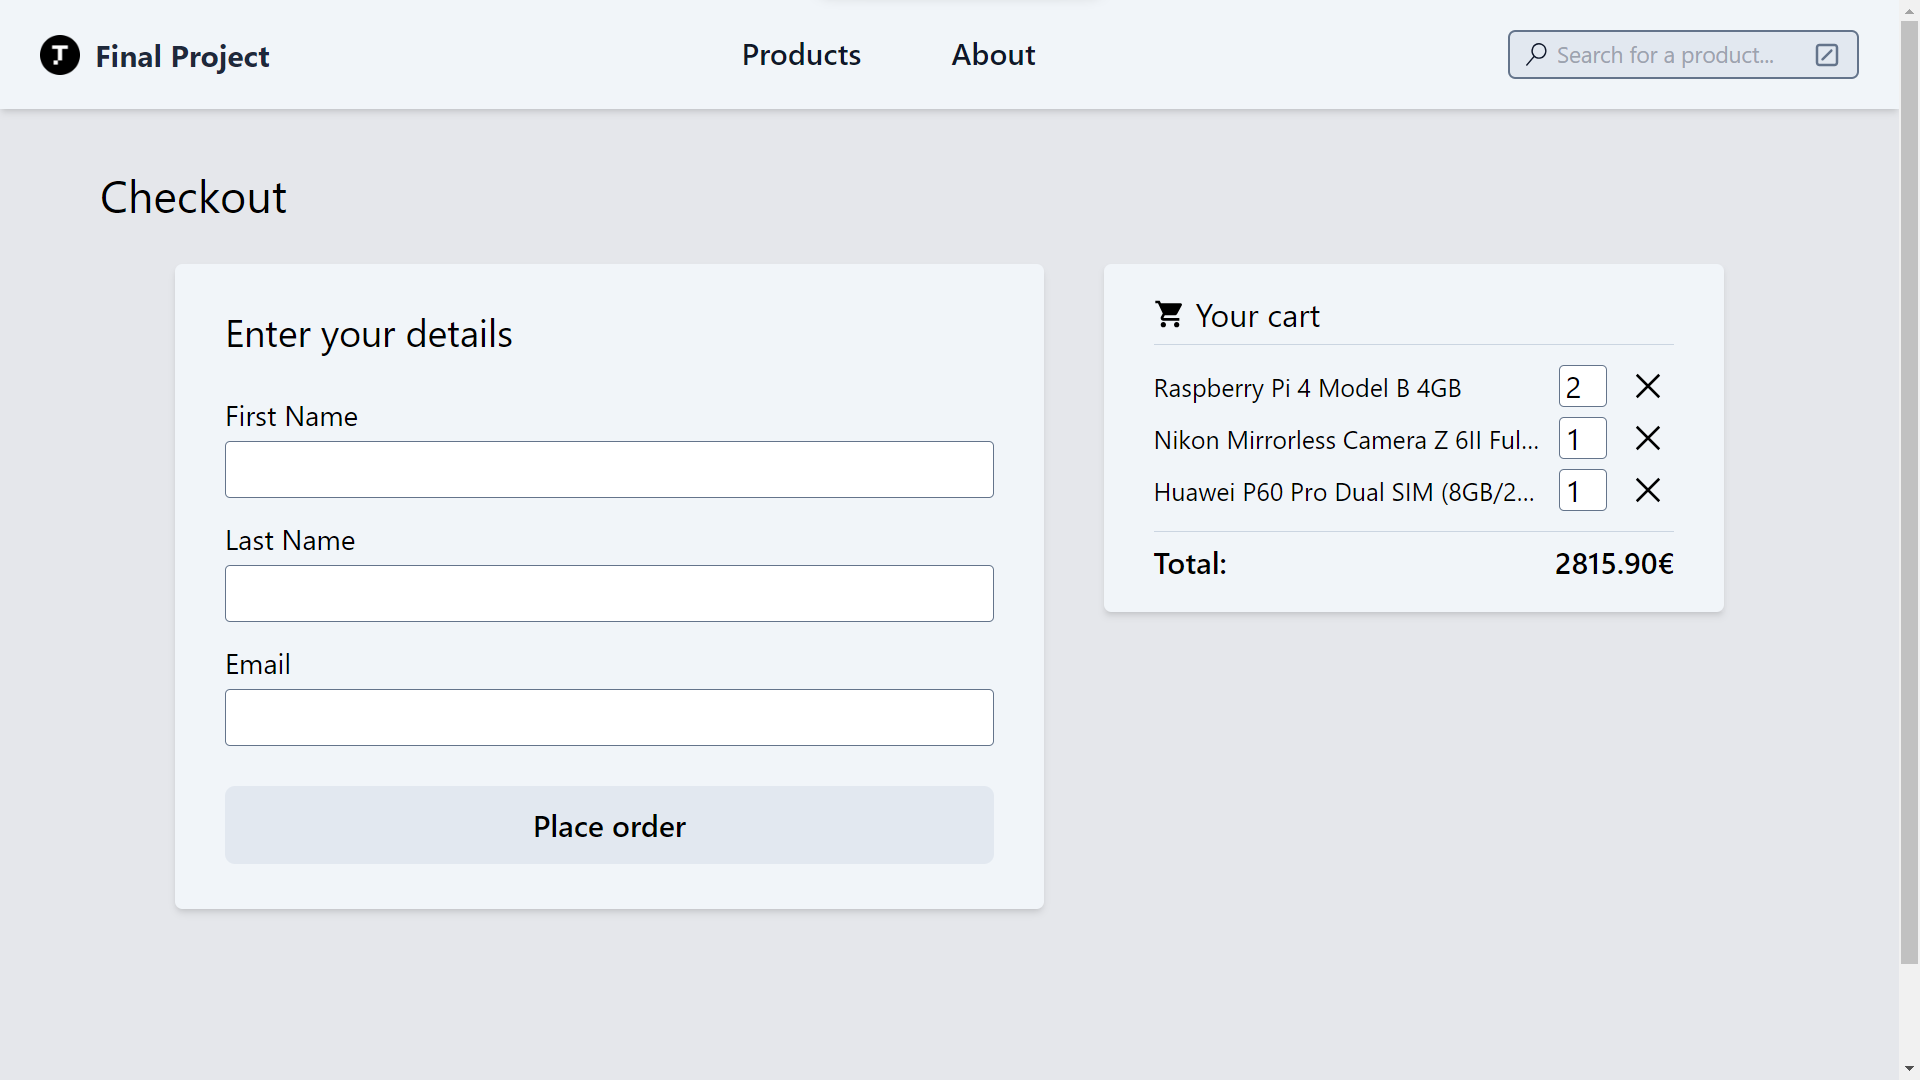 Final Project
Products
About
Search for a product...
Checkout
Enter your details
First Name
Last Name
Email
Place order
Your cart
Raspberry Pi 4 Model B 4GB 2
Nikon Mirrorless Camera Z 6II Ful... 1
Huawei P60 Pro Dual SIM (8GB/2... 1
Total: 2815.90€